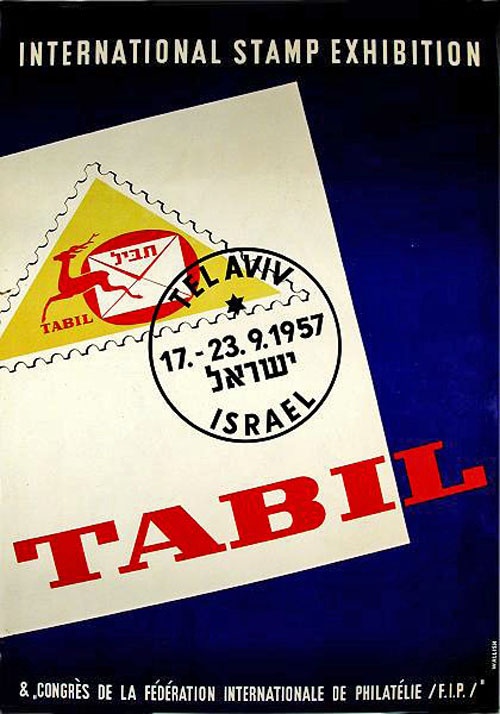 INTERNATIONAL STAMP EXHIBITION
תביל
TABIL
TEL AVIV
17.-23.9.1957
ישראל
ISRAEL
TABIL
WALLISH
& „CONGRÈS DE LA FÉDÉRATION INTERNATIONALE DE PHILATÉLIE /F.I.P./"